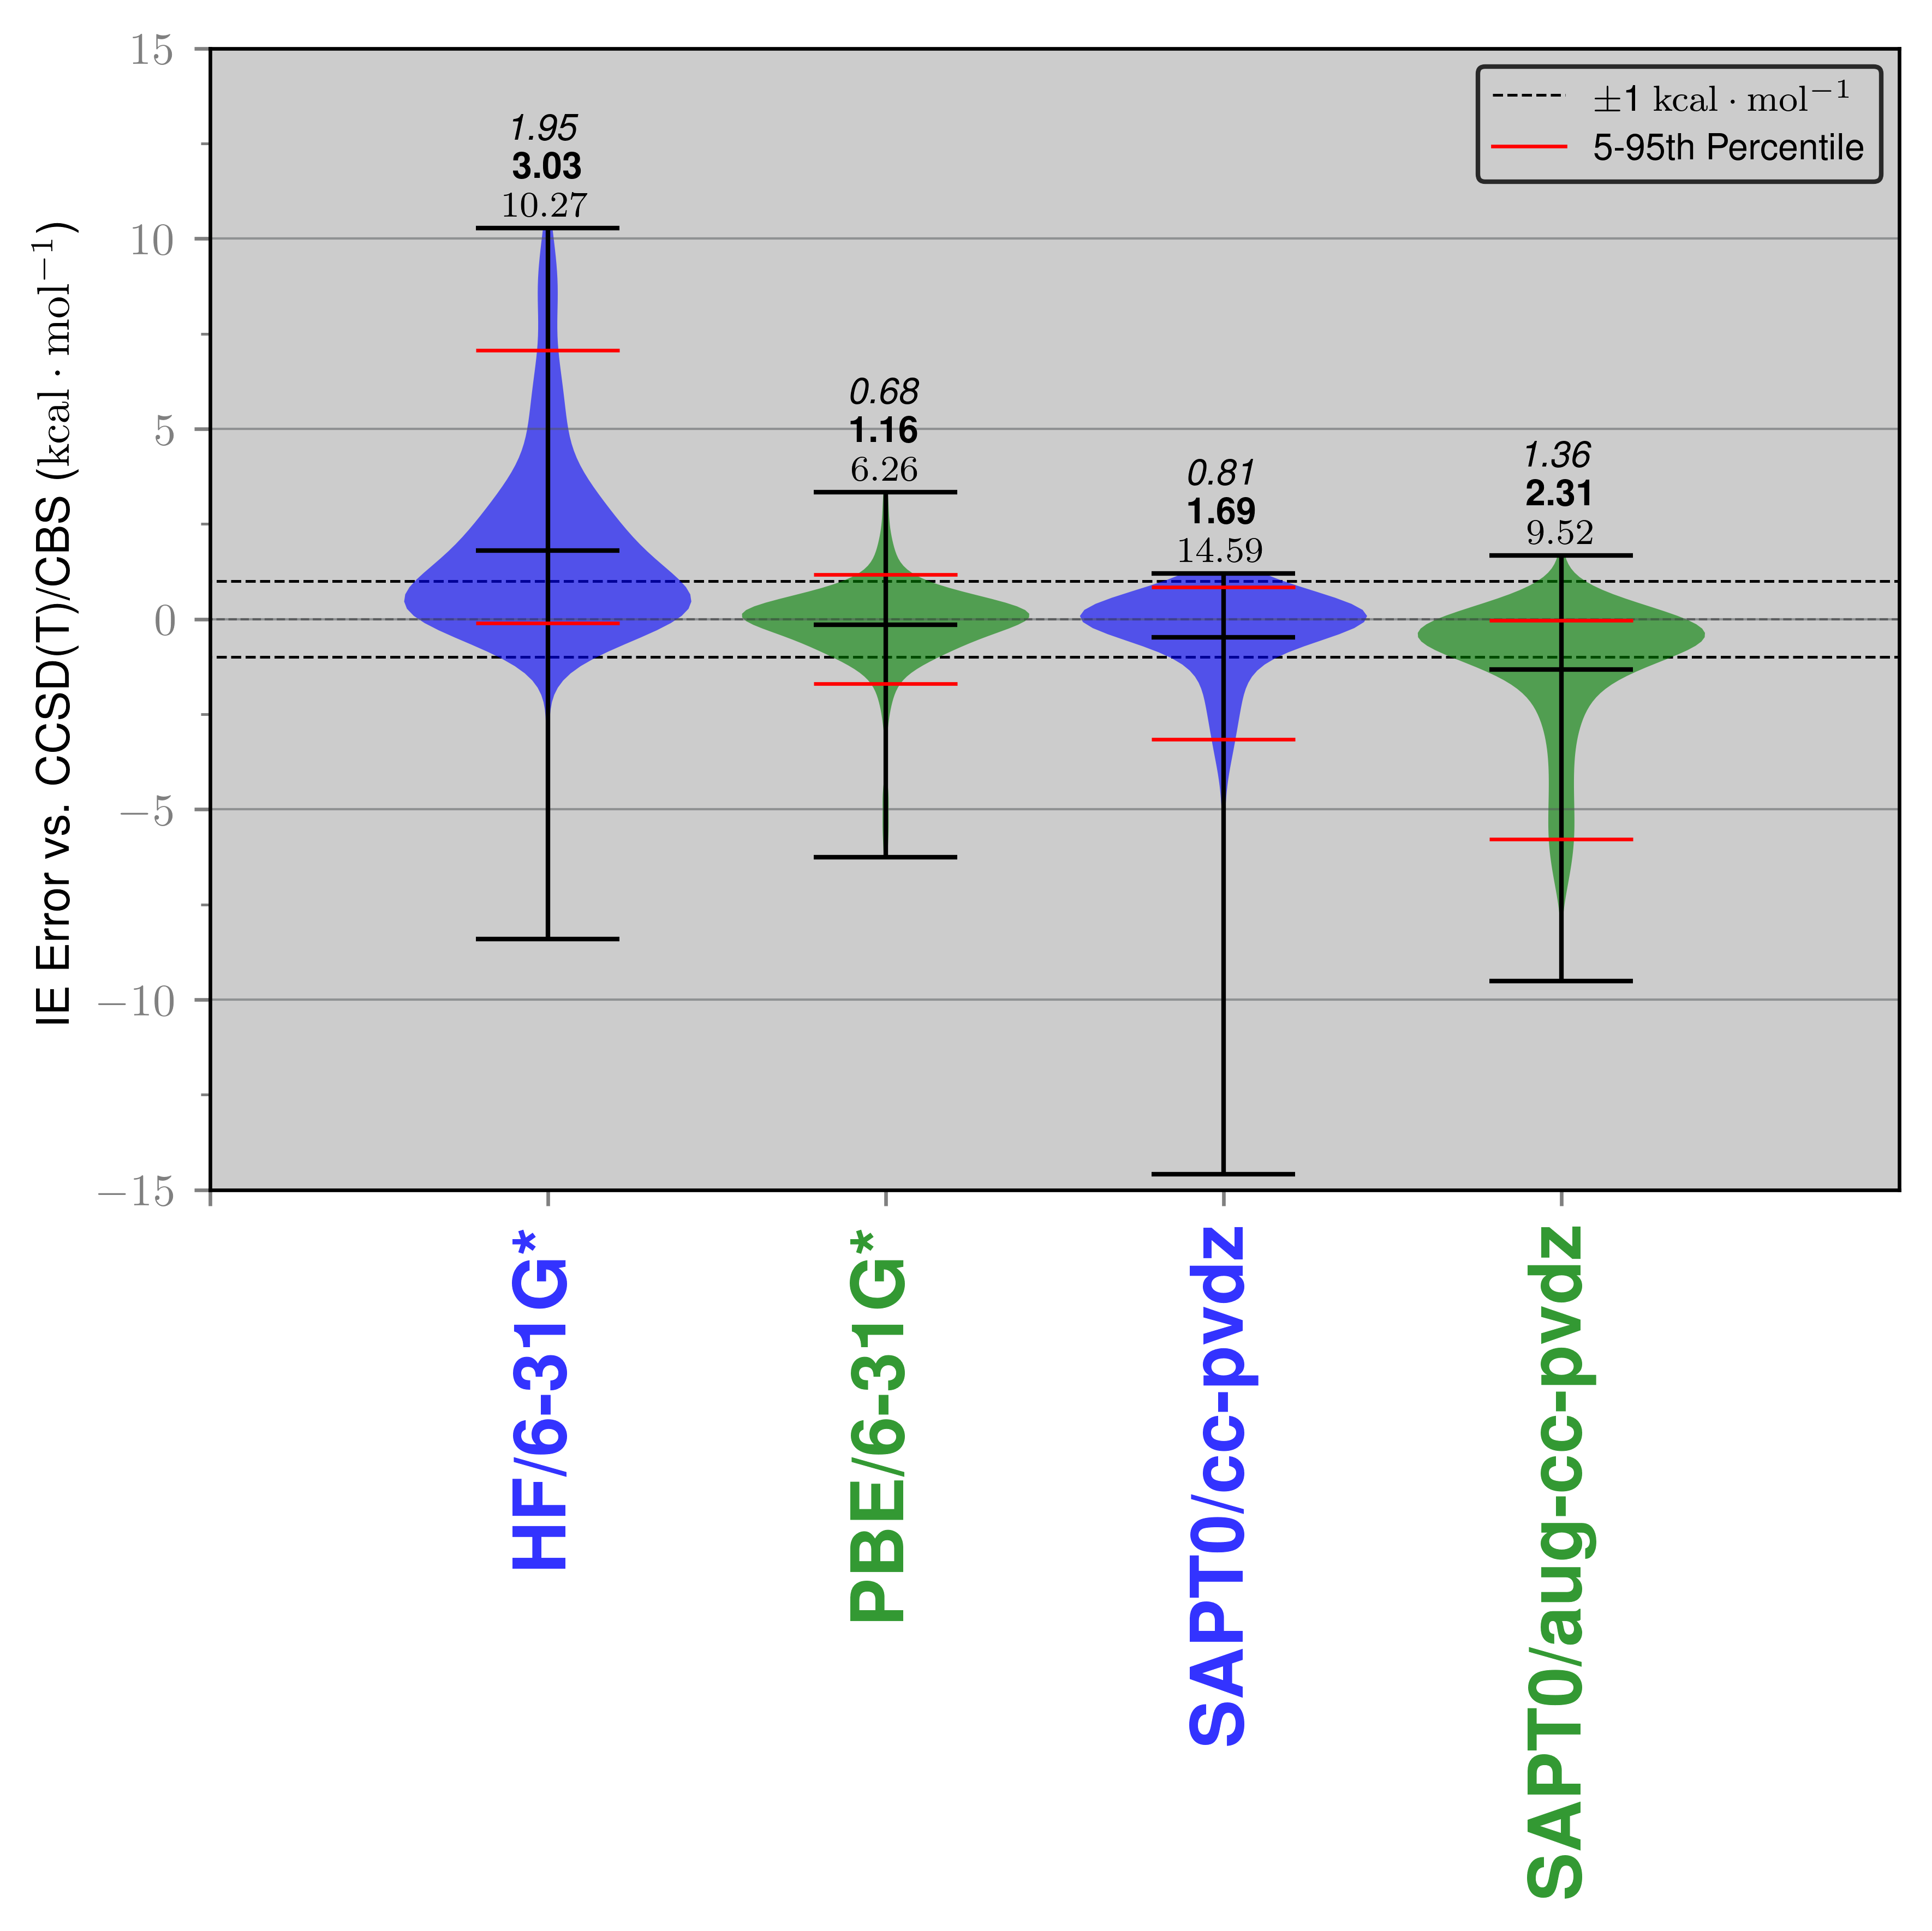 ±1 kcal · mol⁻¹
5-95th Percentile
IE Error vs. CCSD(T)/CBS (kcal · mol⁻¹)
15
10
5
0
−5
−10
−15
1.95
3.03
10.27
0.68
1.16
6.26
0.81
1.69
14.59
1.36
2.31
9.52
HF/6-31G*
PBE/6-31G*
SAPT0/cc-pvdz
SAPT0/aug-cc-pvdz